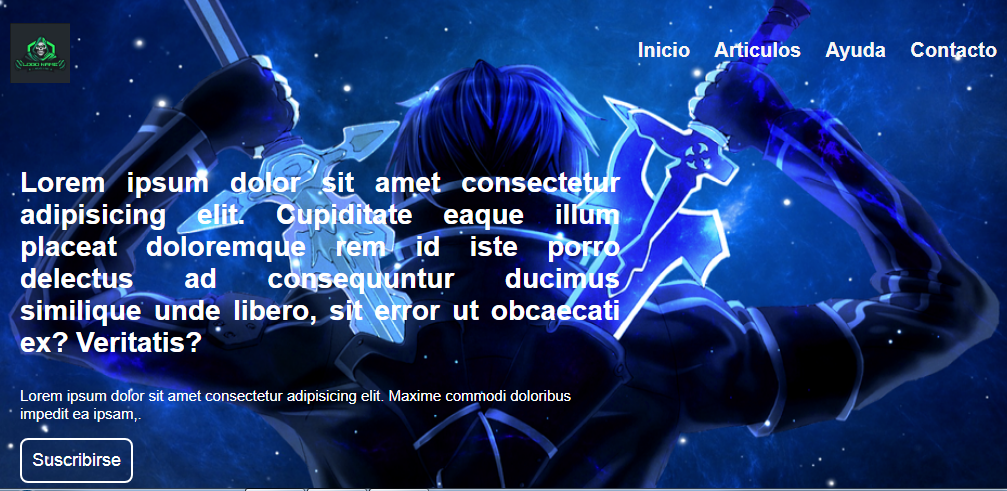 LOGO NAME
Inicio Articulos Ayuda Contacto
Lorem ipsum dolor sit amet consectetur
adipisicing elit. Cupiditate eaque illum
placeat doloremque rem id iste porro
delectus ad consequuntur ducimus
similique unde libero, sit error ut obcaecati
ex? Veritatis?
Lorem ipsum dolor sit amet consectetur adipisicing elit. Maxime commodi doloribus
impedit ea ipsam,.
Suscribirse